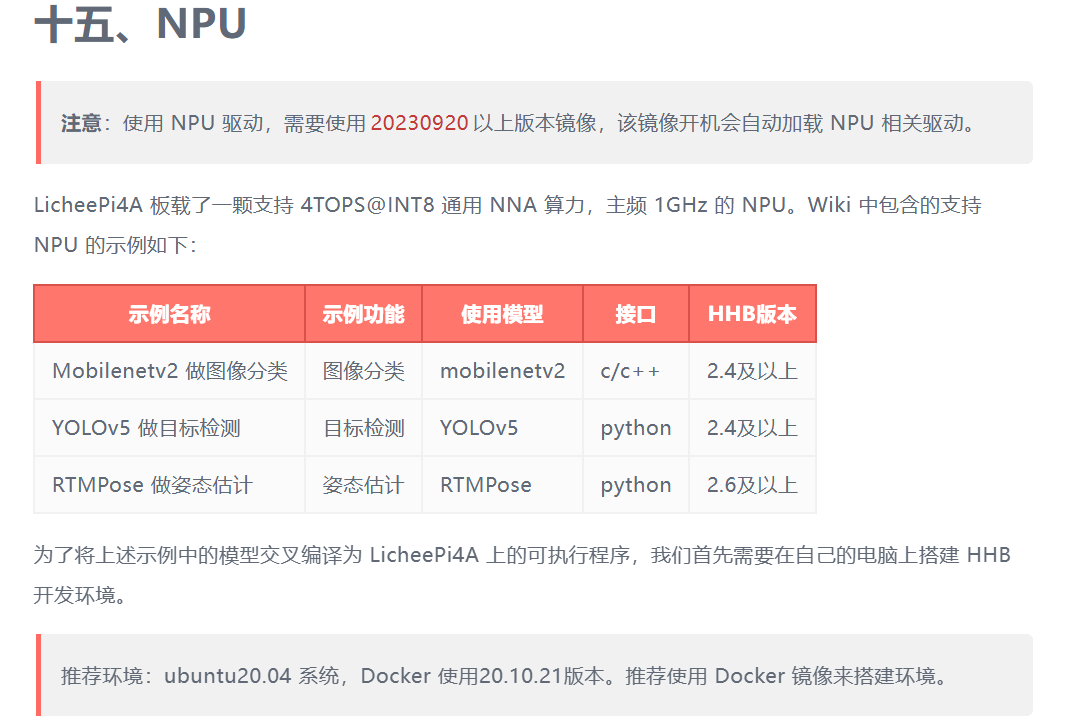 十五、NPU
注意：使用 NPU 驱动，需要使用 20230920 以上版本镜像，该镜像开机会自动加载 NPU 相关驱动。
LicheePi4A 板载了一颗支持 4TOPS@INT8 通用 NNA 算力，主频 1GHz 的 NPU。Wiki 中包含的支持
NPU 的示例如下：
示例名称 示例功能 使用模型 接口 HHB版本
Mobilenetv2 做图像分类 图像分类 mobilenetv2 c/c++ 2.4及以上
YOLOv5 做目标检测 目标检测 YOLOv5 python 2.4及以上
RTMPose 做姿态估计 姿态估计 RTMPose python 2.6及以上
为了将上述示例中的模型交叉编译为 LicheePi4A 上的可执行程序，我们首先需要在自己的电脑上搭建 HHB
开发环境。
推荐环境：ubuntu20.04 系统，Docker 使用20.10.21版本。推荐使用 Docker 镜像来搭建环境。